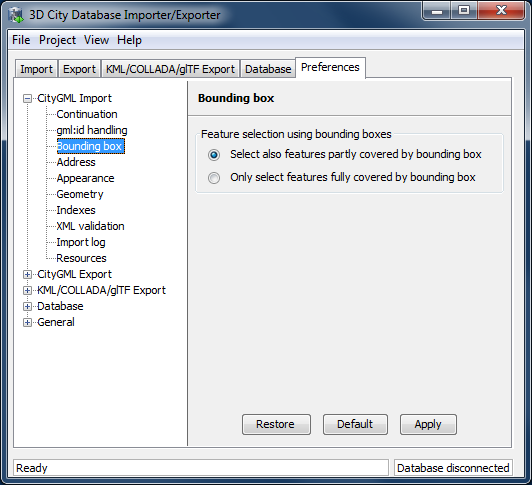 3D City Database Importer/Exporter
File Project View Help
Import Export KML/COLLADA/glTF Export Database Preferences
CityGML Import
Continuation
gml:id handling
Bounding box
Address
Appearance
Geometry
Indexes
XML validation
Import log
Resources
CityGML Export
KML/COLLADA/glTF Export
Database
General
Bounding box
Feature selection using bounding boxes
Select also features partly covered by bounding box
Only select features fully covered by bounding box
Restore Default Apply
Ready Database disconnected